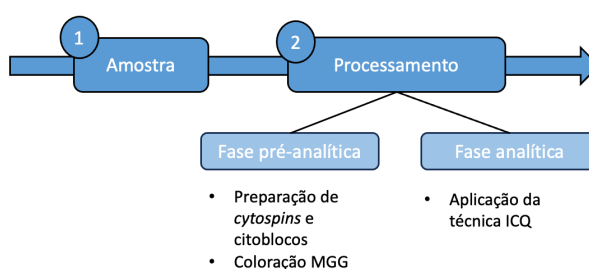 1
Amostra
2
Processamento
Fase pré-analítica
• Preparação de
cytospins e
citoblocos
• Coloração MGG
Fase analítica
• Aplicação da
técnica ICQ